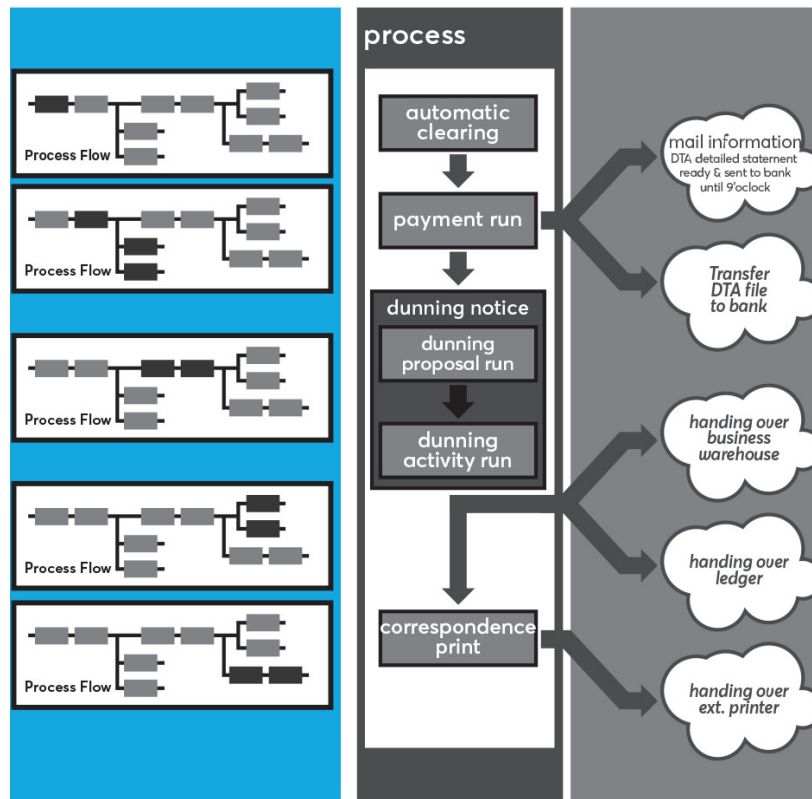 Process Flow
Process Flow
Process Flow
Process Flow
Process Flow
process
automatic
clearing
payment run
dunning notice
dunning
proposal run
dunning
activity run
correspondence
print
mail information
DTA detailed statement
ready & sent to bank
until 9'oclock
Transfer
DTA file
to bank
handing over
business
warehouse
handing over
ledger
handing over
ext. printer